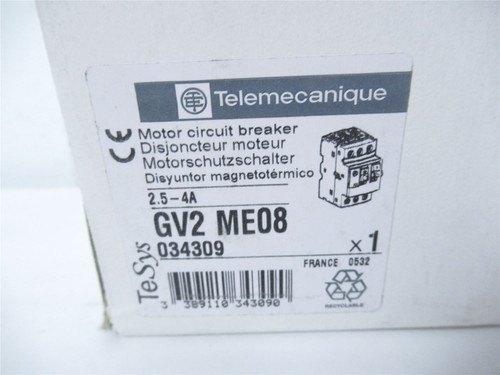 TE Telemecanique
CE
Motor circuit breaker
Disjoncteur moteur
Motorschutzschalter
Disyuntor magnetotérmico
2.5-4A
GV2 ME08
034309
x 1
FRANCE 0532
TeSys
3 389110 343090
RECYCLABLE